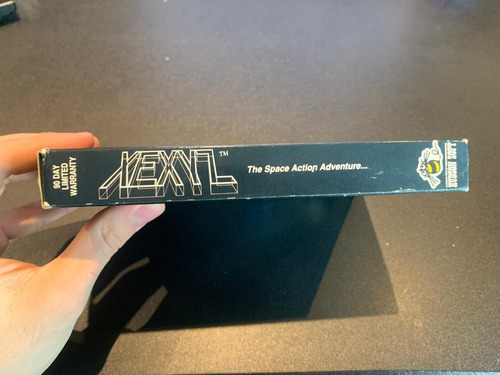 90 DAY
LIMITED
WARRANTY
XEXYZ™
The Space Action Adventure...
HUDSON SOFT